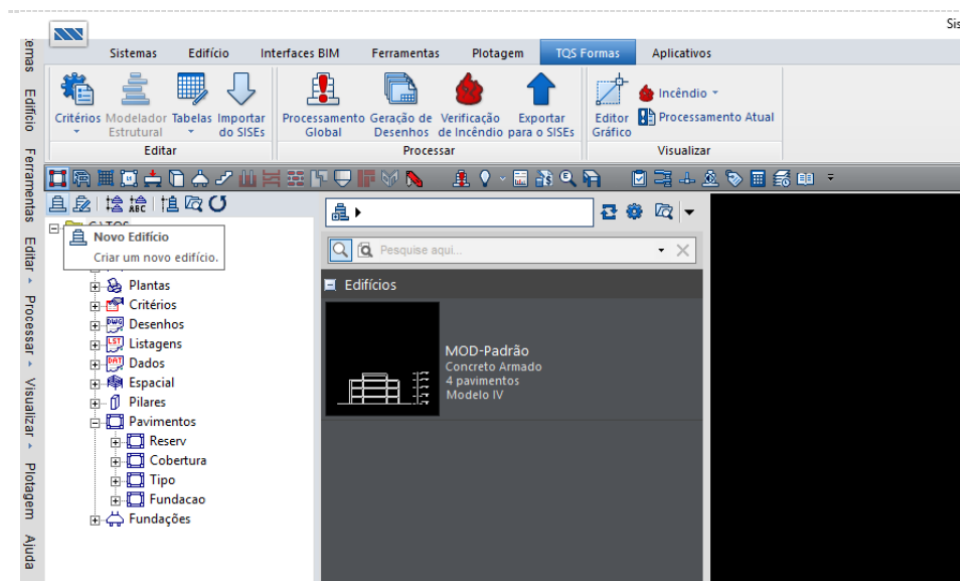 Sis
Sistemas Edifício Interfaces BIM Ferramentas Plotagem TQS Formas Aplicativos
Critérios Modelador Estrutural Tabelas Importar do SISEs
Editar
Processamento Global Geração de Desenhos Verificação de Incêndio Exportar para o SISEs
Processar
Editor Gráfico Incêndio Processamento Atual
Visualizar
emas Edifício Ferramentas Editar Processar Visualizar Plotagem Ajuda
Novo Edifício
Criar um novo edifício.
Plantas
Critérios
Desenhos
Listagens
Dados
Espacial
Pilares
Pavimentos
Reserv
Cobertura
Tipo
Fundacao
Fundações
Pesquise aqui...
Edifícios
MOD-Padrão
Concreto Armado
4 pavimentos
Modelo IV